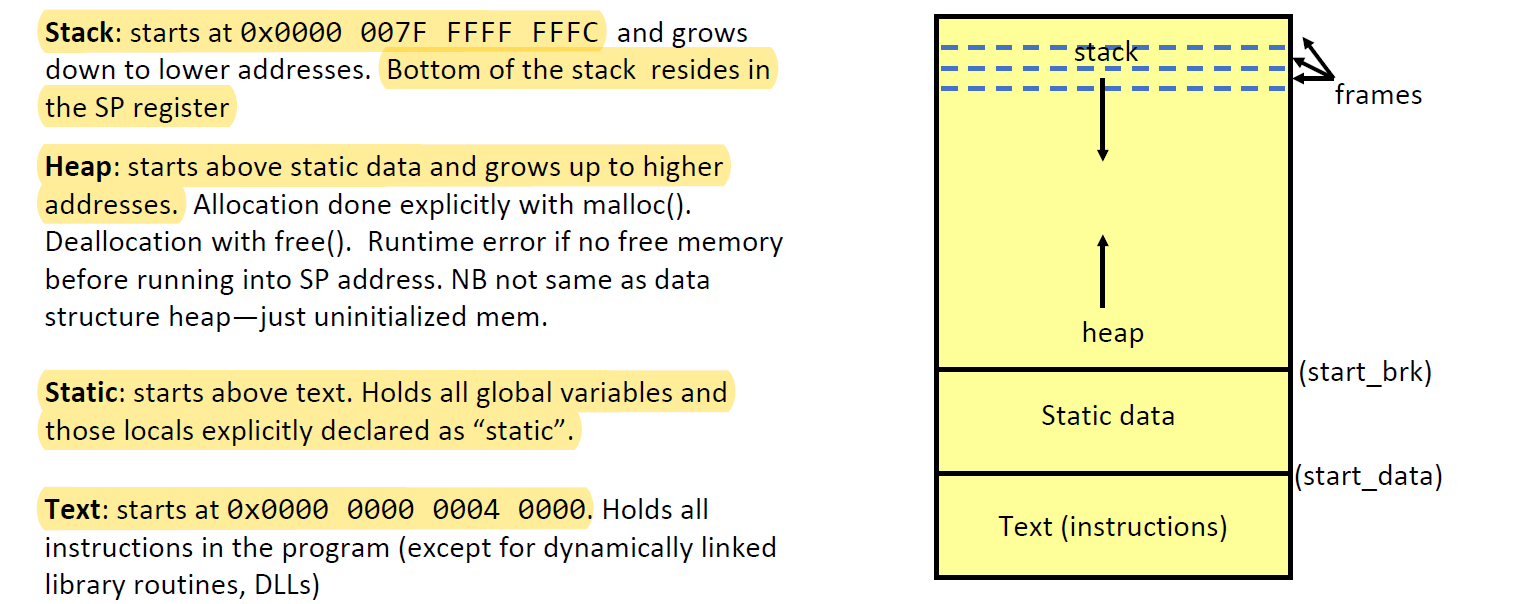 Stack: starts at 0x0000 007F FFFF FFFC and grows
down to lower addresses. Bottom of the stack resides in
the SP register
Heap: starts above static data and grows up to higher
addresses. Allocation done explicitly with malloc().
Deallocation with free(). Runtime error if no free memory
before running into SP address. NB not same as data
structure heap—just uninitialized mem.
Static: starts above text. Holds all global variables and
those locals explicitly declared as “static”.
Text: starts at 0x0000 0000 0004 0000. Holds all
instructions in the program (except for dynamically linked
library routines, DLLs)
stack
frames
heap
(start_brk)
Static data
(start_data)
Text (instructions)